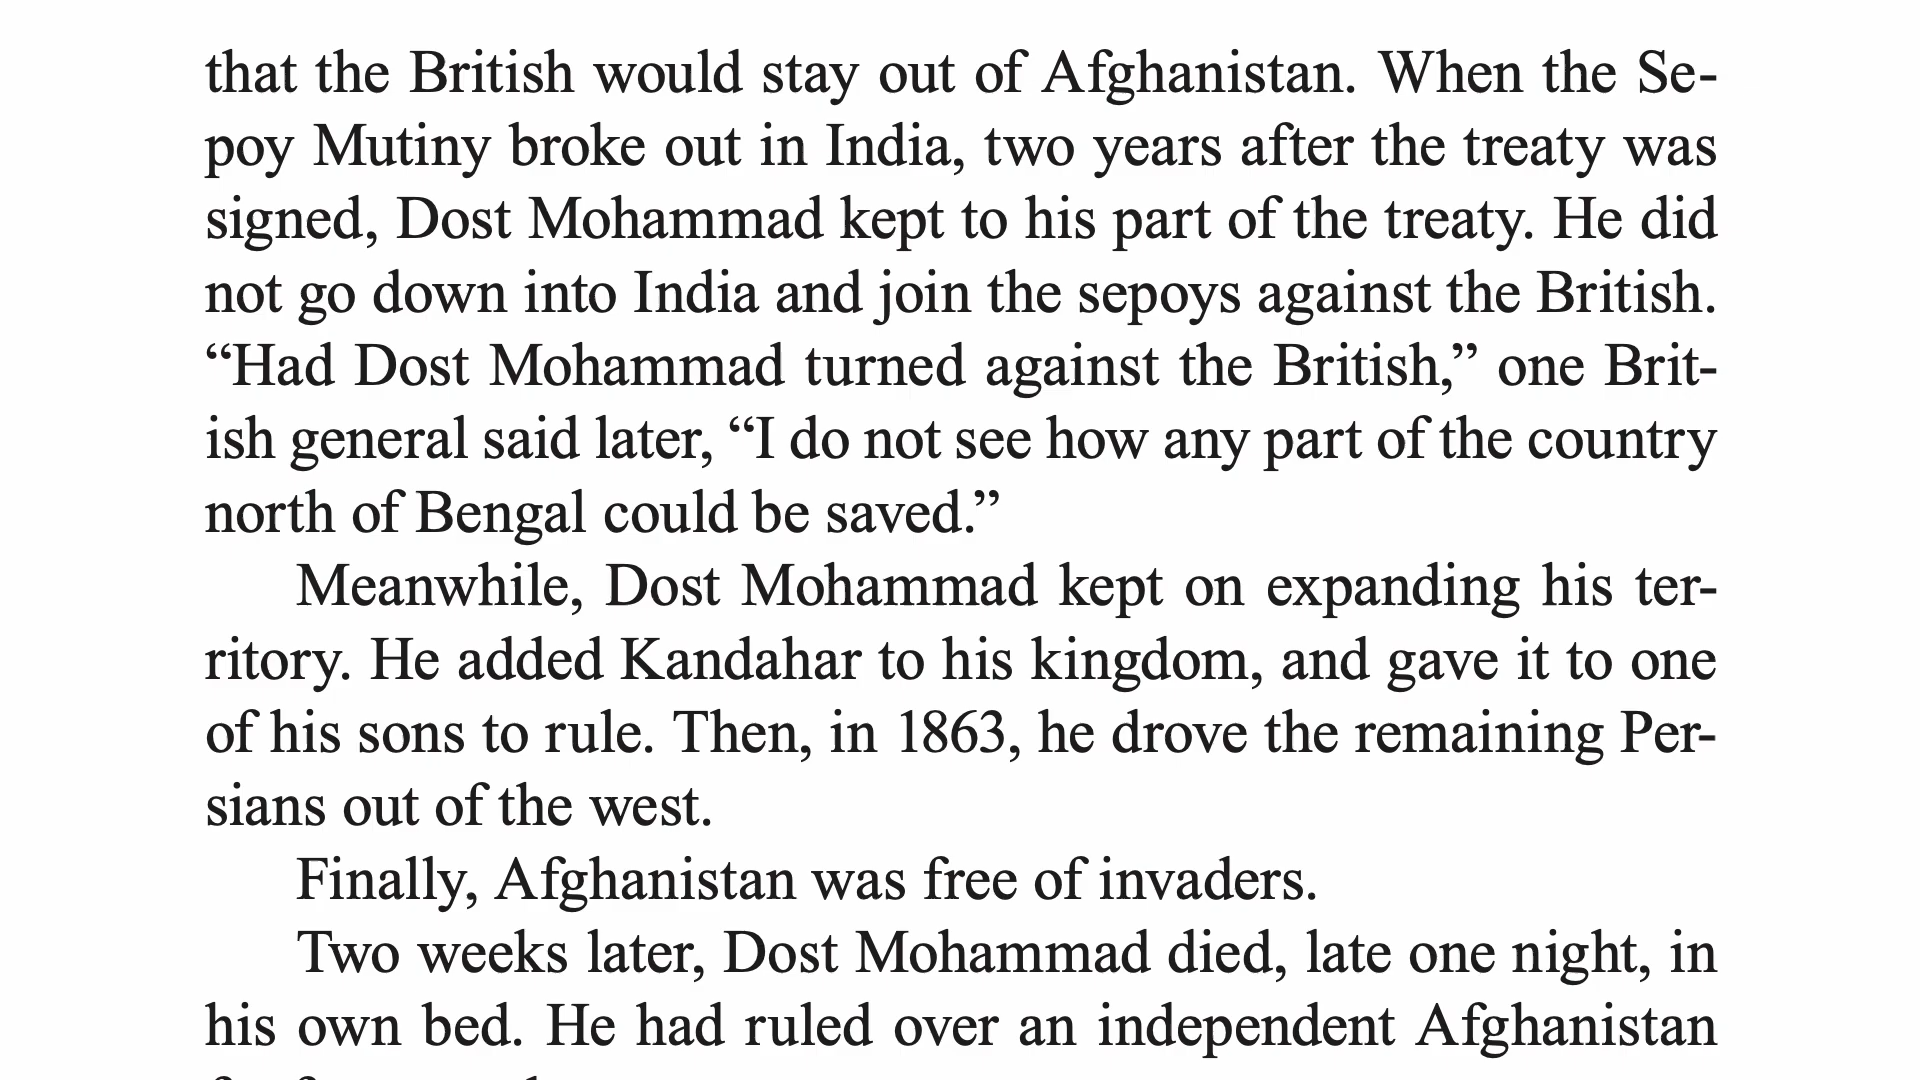 that the British would stay out of Afghanistan. When the Se-
poy Mutiny broke out in India, two years after the treaty was
signed, Dost Mohammad kept to his part of the treaty. He did
not go down into India and join the sepoys against the British.
“Had Dost Mohammad turned against the British,” one Brit-
ish general said later, “I do not see how any part of the country
north of Bengal could be saved.”
Meanwhile, Dost Mohammad kept on expanding his ter-
ritory. He added Kandahar to his kingdom, and gave it to one
of his sons to rule. Then, in 1863, he drove the remaining Per-
sians out of the west.
Finally, Afghanistan was free of invaders.
Two weeks later, Dost Mohammad died, late one night, in
his own bed. He had ruled over an independent Afghanistan